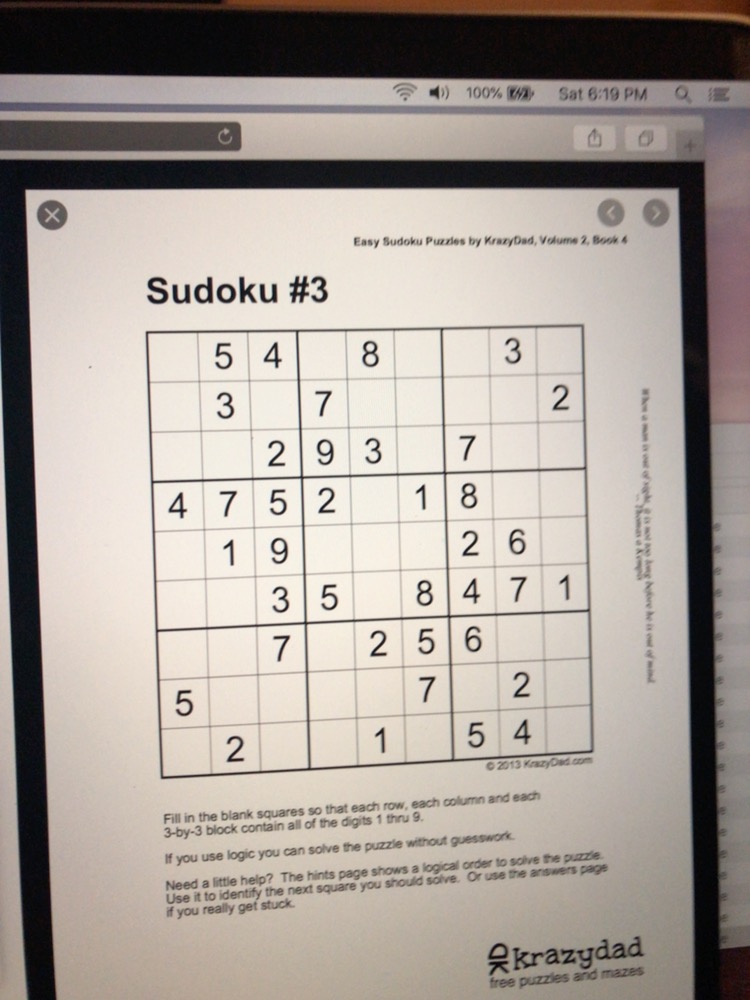 100% Sat 6:19 PM
Easy Sudoku Puzzles by KrazyDad, Volume 2, Book 4
Sudoku #3
5 4 8 3
3 7 2
2 9 3 7
4 7 5 2 1 8
1 9 2 6
3 5 8 4 7 1
7 2 5 6
5 7 2
2 1 5 4
© 2013 KrazyDad.com
When a man is out of sight, it is not too long before he is out of mind.
-- Thomas a Kempis
Fill in the blank squares so that each row, each column and each
3-by-3 block contain all of the digits 1 thru 9.
If you use logic you can solve the puzzle without guesswork.
Need a little help? The hints page shows a logical order to solve the puzzle.
Use it to identify the next square you should solve. Or use the answers page
if you really get stuck.
krazydad
free puzzles and mazes